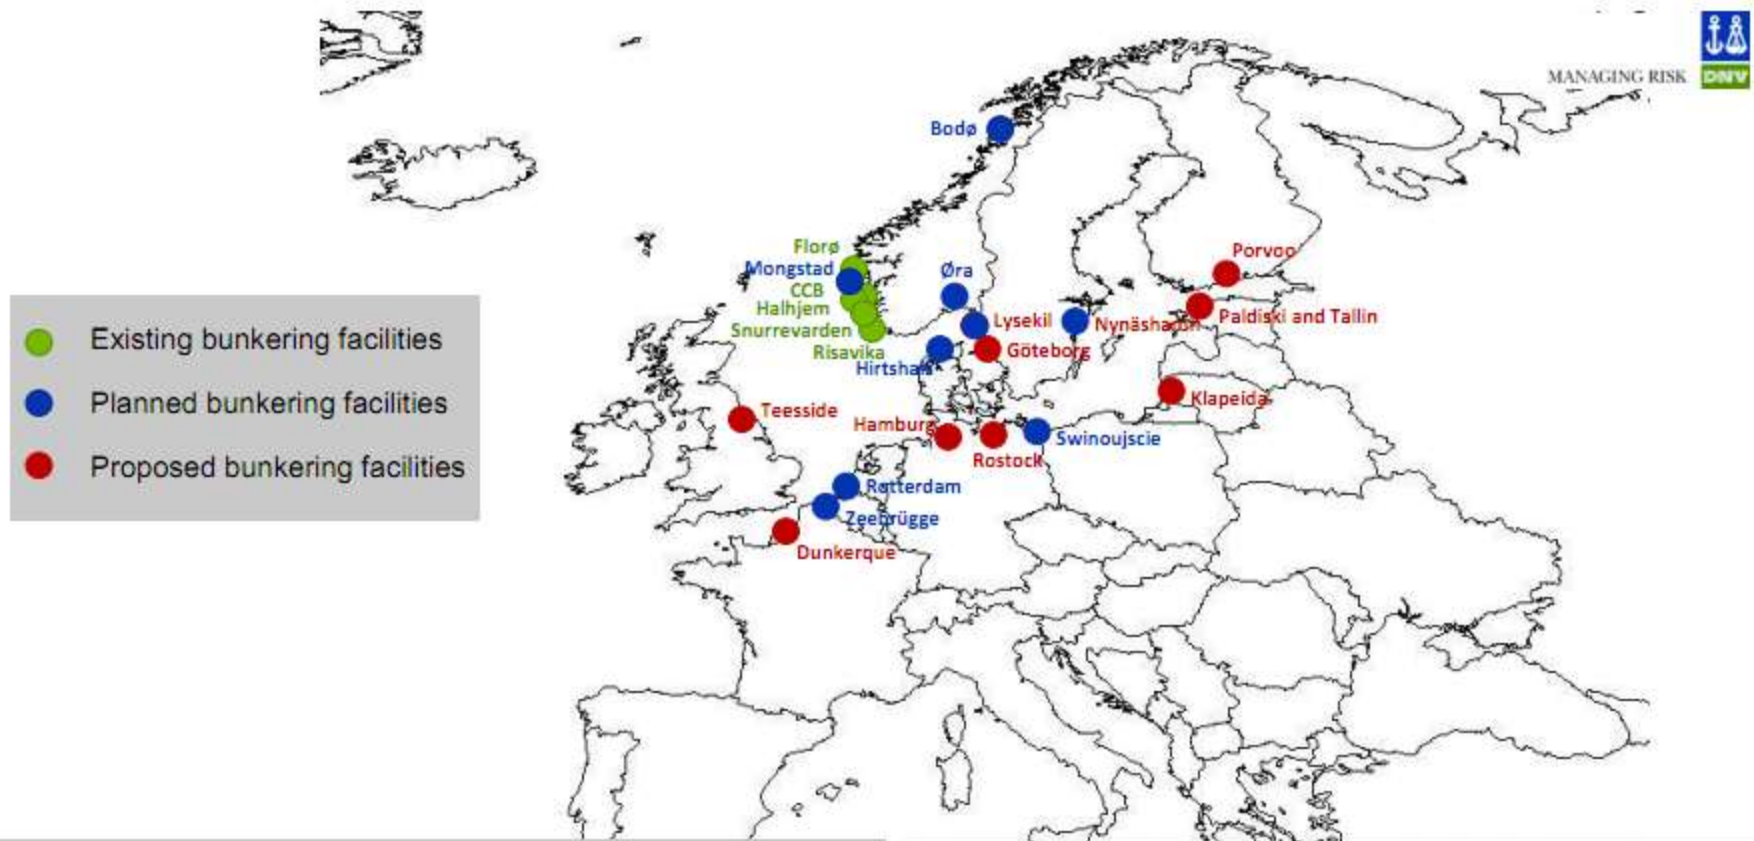 MANAGING RISK
DNV
Bodø
Florø
Mongstad
Øra
CCB
Halhjem
Snurrevarden
Risavika
Hirtshals
Lysekil
Göteborg
Nynäshamn
Porvoo
Paldiski and Tallin
Klapeida
Teesside
Hamburg
Rostock
Swinoujscie
Rotterdam
Zeebrügge
Dunkerque
Existing bunkering facilities
Planned bunkering facilities
Proposed bunkering facilities